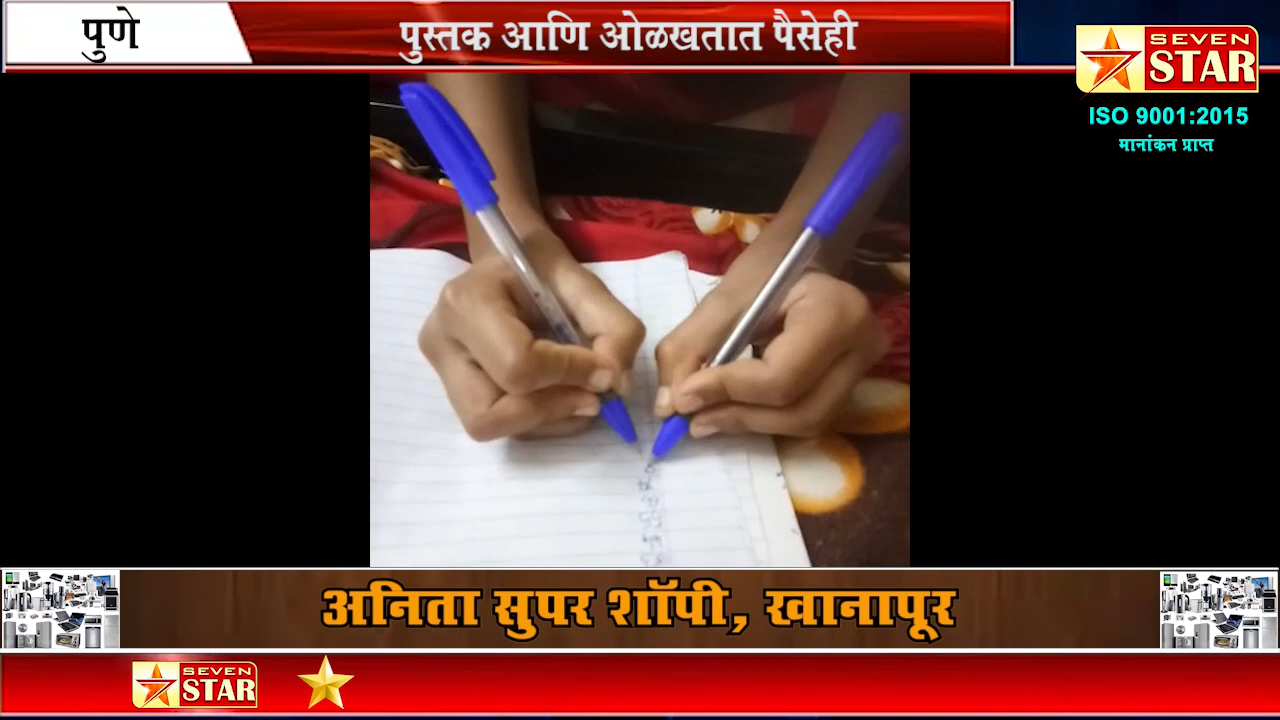 पुणे
पुस्तक आणि ओळखतात पैसेही
SEVEN
STAR
ISO 9001:2015
मानांकन प्राप्त
अनिता सुपर शॉपी, खानापूर
SEVEN
STAR